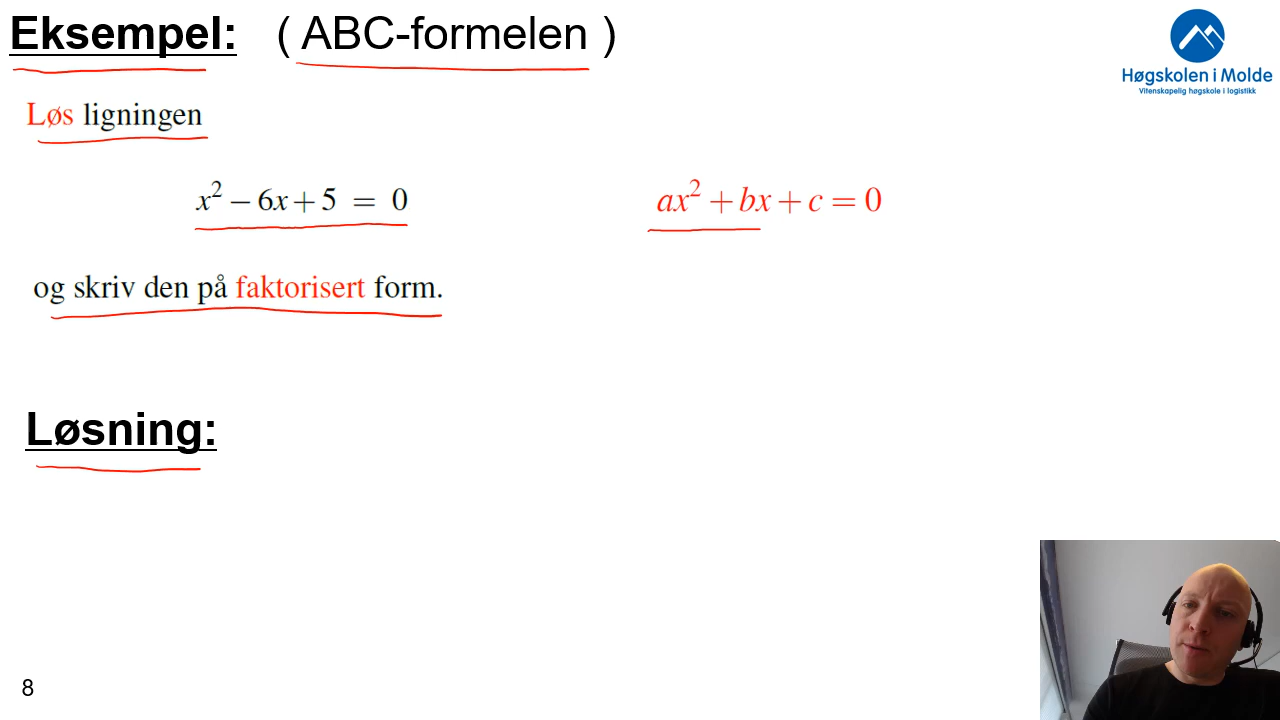 Eksempel: ( ABC-formelen )
Høgskolen i Molde
Vitenskapelig høgskole i logistikk
Løs ligningen
x² − 6x + 5 = 0
ax² + bx + c = 0
og skriv den på faktorisert form.
Løsning:
8